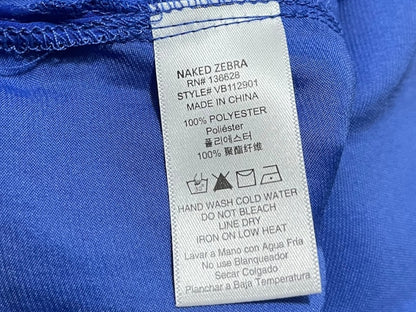 NAKED ZEBRA
RN# 136628
STYLE# VB112901
MADE IN CHINA
100% POLYESTER
Poliéster
폴리에스터
100% 聚酯纤维
HAND WASH COLD WATER
DO NOT BLEACH
LINE DRY
IRON ON LOW HEAT
Lavar a Mano con Agua Fria
No use Blanqueador
Secar Colgado
Planchar a Baja Temperatura